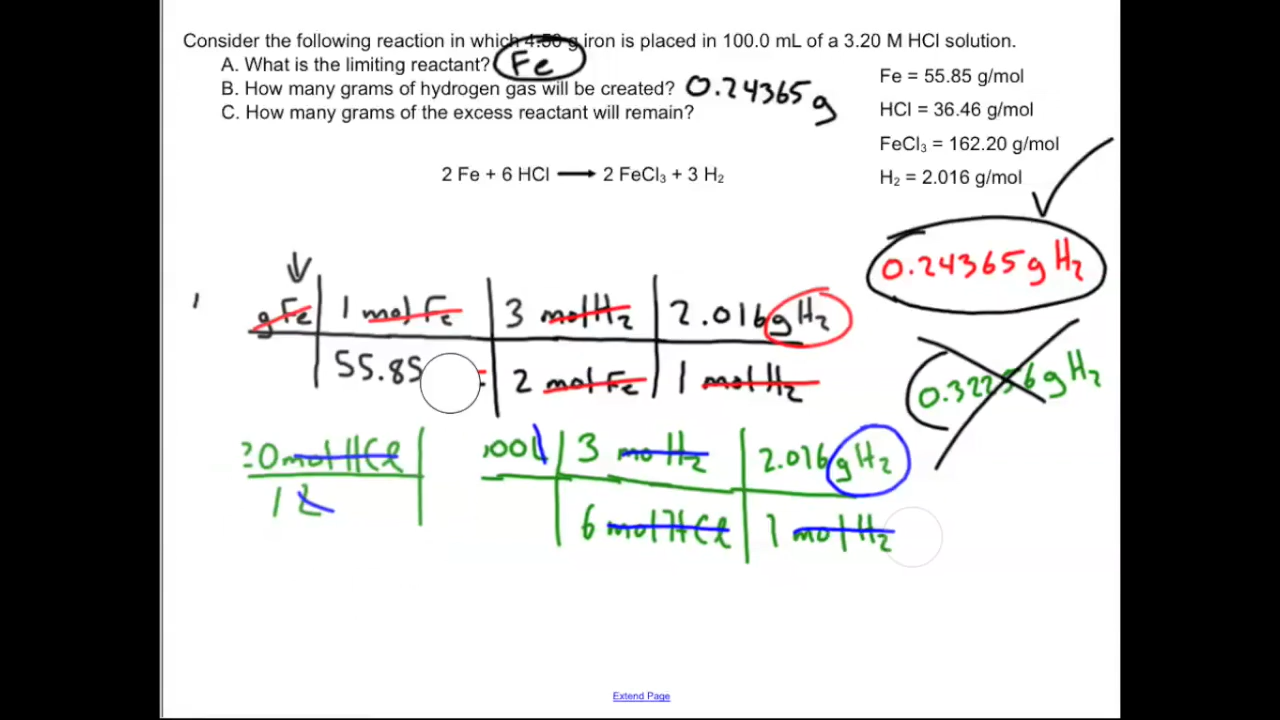 Consider the following reaction in which 4.50 g iron is placed in 100.0 mL of a 3.20 M HCl solution.
A. What is the limiting reactant? Fe
B. How many grams of hydrogen gas will be created? 0.24365 g
C. How many grams of the excess reactant will remain?
Fe = 55.85 g/mol
HCl = 36.46 g/mol
FeCl₃ = 162.20 g/mol
H₂ = 2.016 g/mol
2 Fe + 6 HCl → 2 FeCl₃ + 3 H₂
0.24365 g H₂
g Fe 1 mol Fe 3 mol H₂ 2.016 g H₂
55.85 2 mol Fe 1 mol H₂
20 mol HCl .100L 3 mol H₂ 2.016 g H₂
1 L 6 mol HCl 1 mol H₂
g H₂
Extend Page